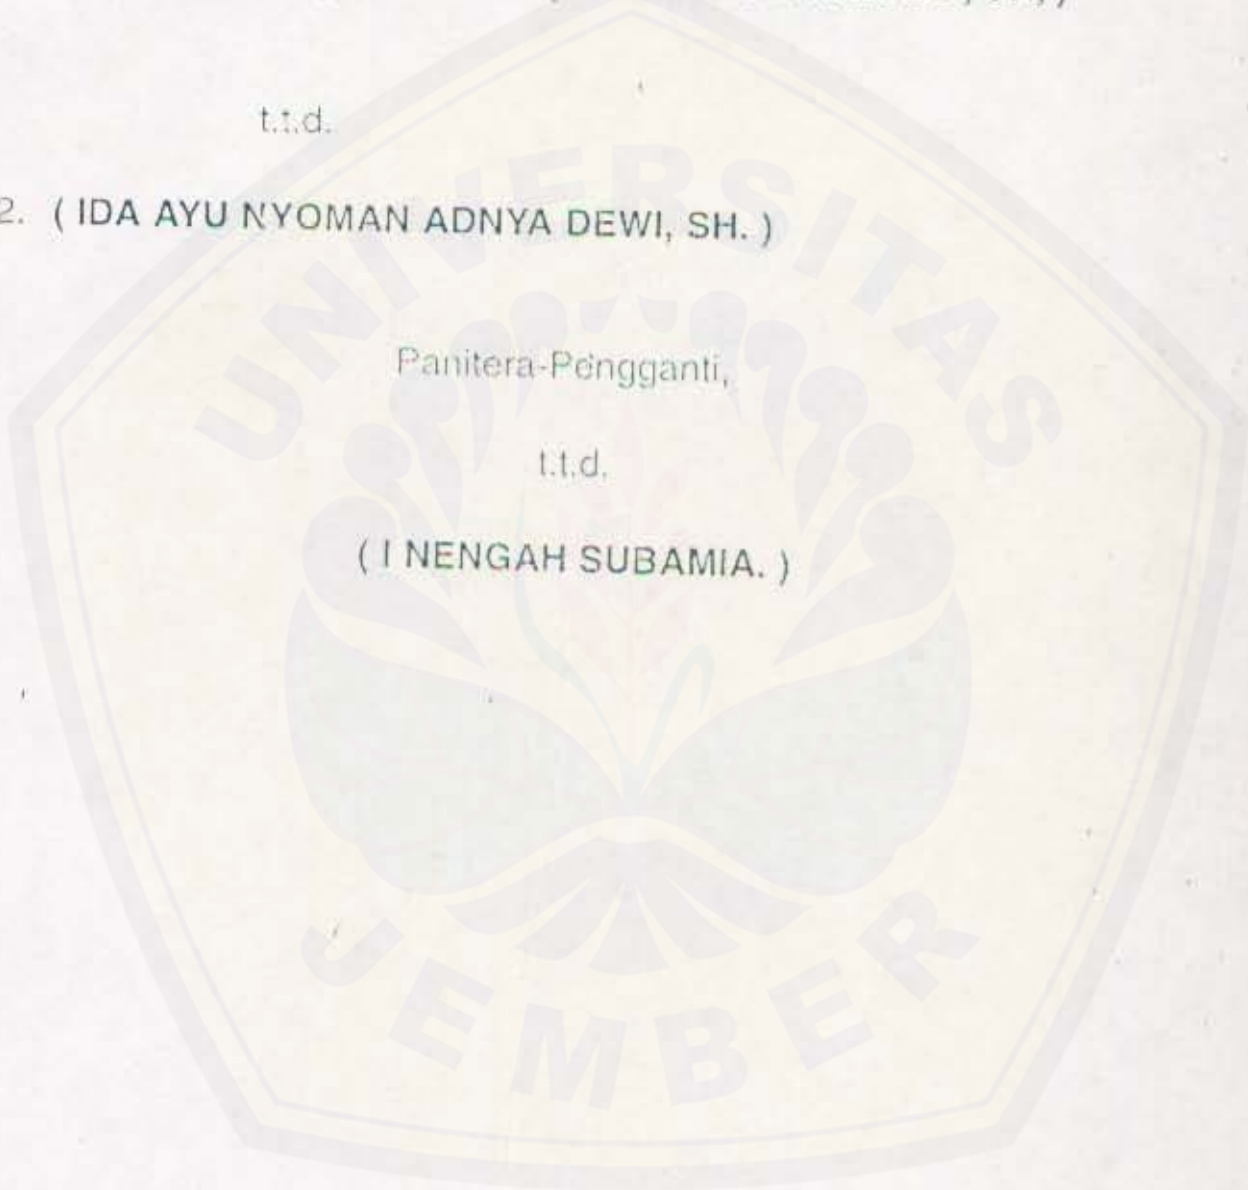 t.t.d.
2. ( IDA AYU NYOMAN ADNYA DEWI, SH. )
Panitera-Pengganti,
t.t.d.
( I NENGAH SUBAMIA. )
UNIVERSITAS
JEMBER